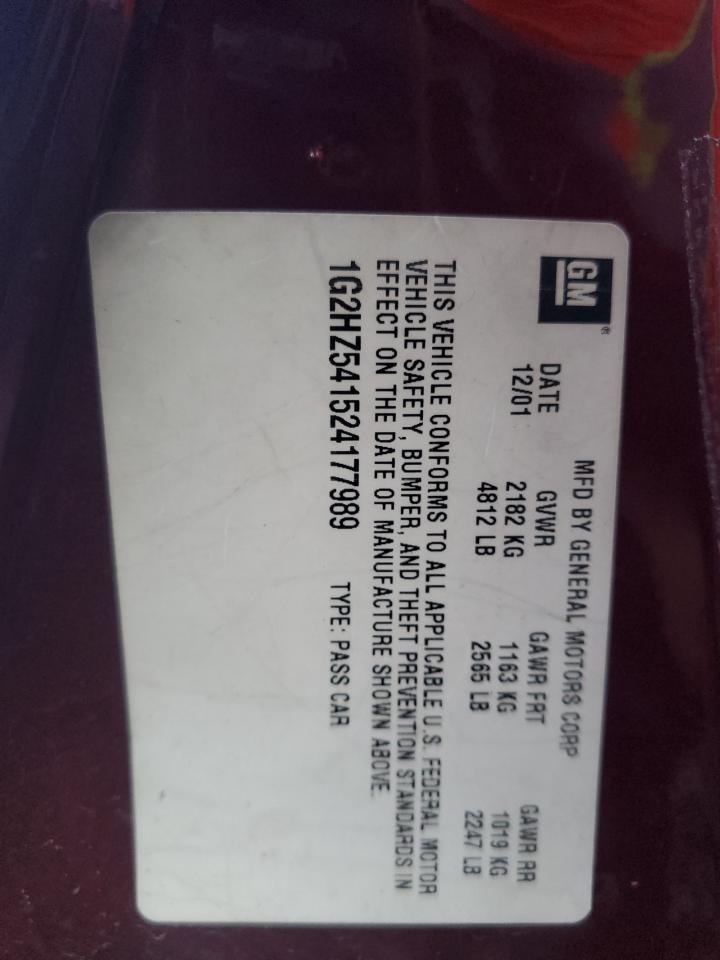 GM®
MFD BY GENERAL MOTORS CORP
DATE GVWR GAWR FRT GAWR RR
12/01 2182 KG 1163 KG 1019 KG
4812 LB 2565 LB 2247 LB
THIS VEHICLE CONFORMS TO ALL APPLICABLE U.S. FEDERAL MOTOR
VEHICLE SAFETY, BUMPER, AND THEFT PREVENTION STANDARDS IN
EFFECT ON THE DATE OF MANUFACTURE SHOWN ABOVE.
1G2HZ541524177989 TYPE: PASS CAR